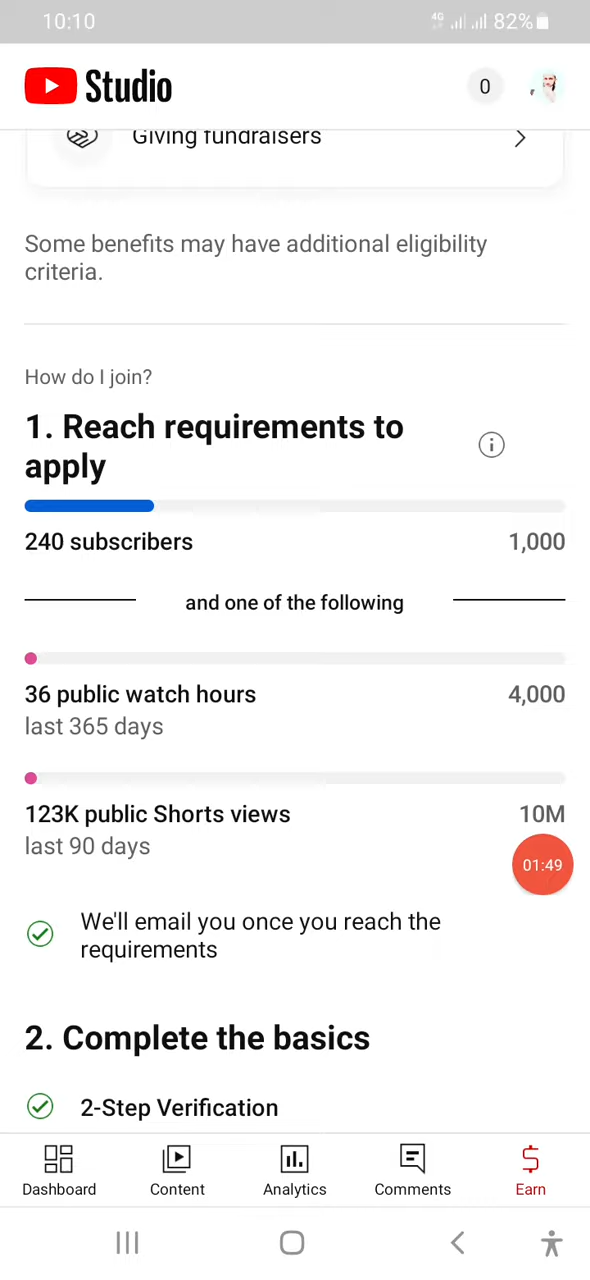 10:10
4G 82%
Studio
0
Giving fundraisers
Some benefits may have additional eligibility
criteria.
How do I join?
1. Reach requirements to
apply
240 subscribers 1,000
and one of the following
36 public watch hours 4,000
last 365 days
123K public Shorts views 10M
last 90 days
01:49
We'll email you once you reach the
requirements
2. Complete the basics
2-Step Verification
Dashboard Content Analytics Comments Earn